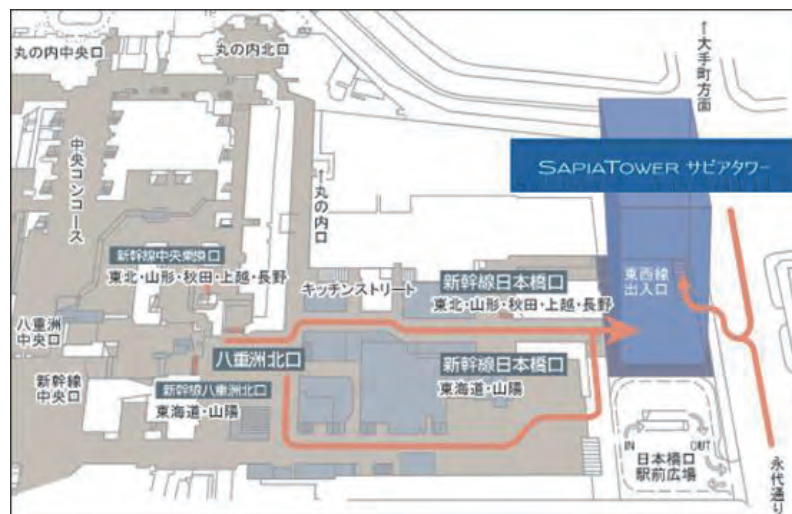 丸の内中央口
丸の内北口
↑大手町方面
SAPIATOWER サピアタワー
中央コンコース
↑丸の内口
新幹線中央乗換口
東北・山形・秋田・上越・長野
キッチンストリート
新幹線日本橋口
東北・山形・秋田・上越・長野
東西線
出入口
八重洲
中央口
八重洲北口
新幹線日本橋口
東海道・山陽
新幹線
中央口
新幹線八重洲北口
東海道・山陽
IN
OUT
日本橋口
駅前広場
永代通り